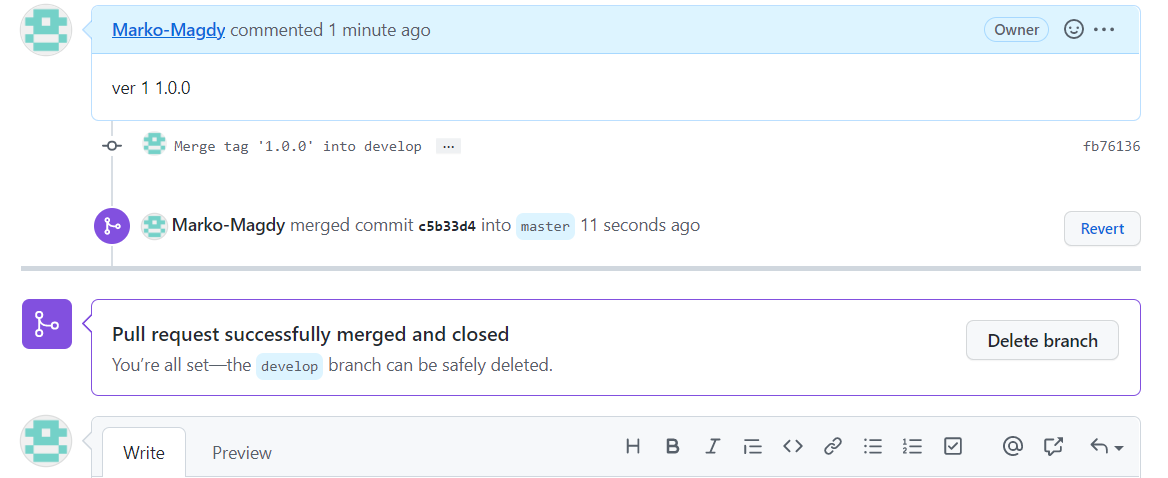 Marko-Magdy commented 1 minute ago Owner
ver 1 1.0.0
Merge tag '1.0.0' into develop ... fb76136
Marko-Magdy merged commit c5b33d4 into master 11 seconds ago Revert
Pull request successfully merged and closed
You're all set—the develop branch can be safely deleted.
Delete branch
Write Preview